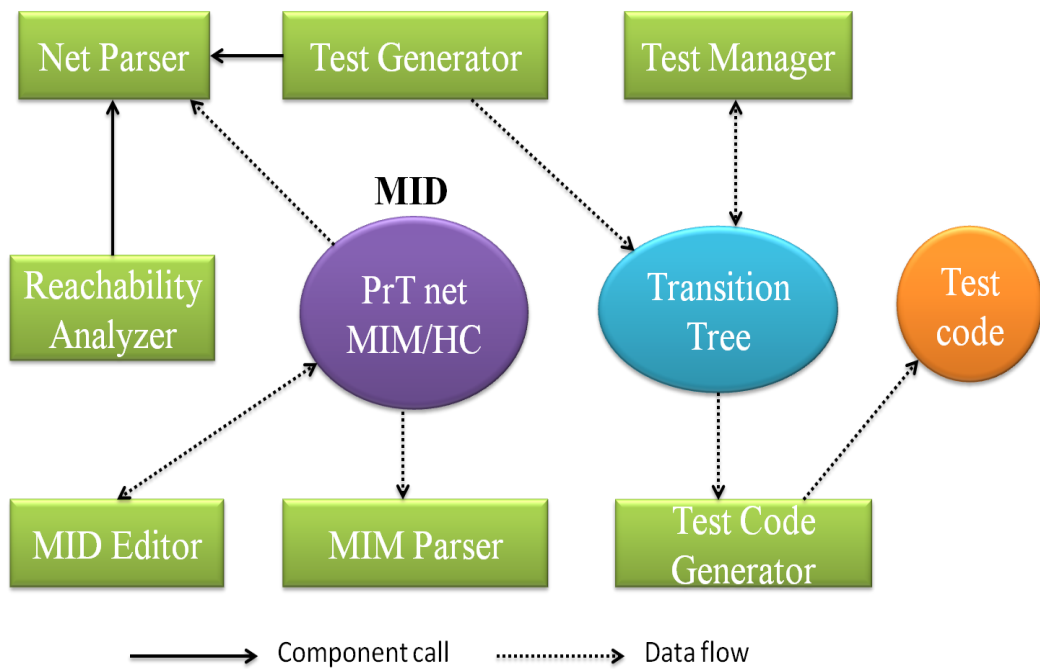 Net Parser
Test Generator
Test Manager
MID
Reachability
Analyzer
PrT net
MIM/HC
Transition
Tree
Test
code
MID Editor
MIM Parser
Test Code
Generator
Component call
Data flow